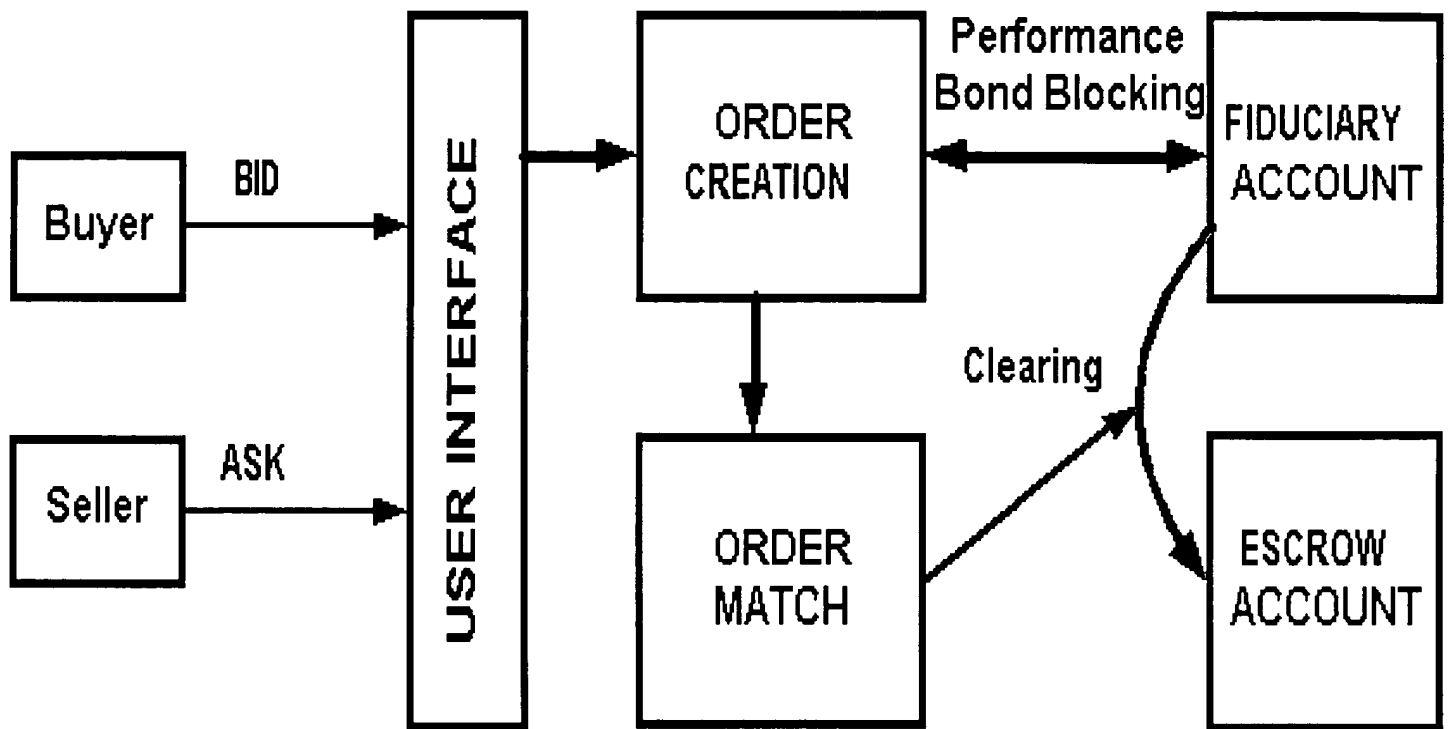 Buyer
BID
Seller
ASK
USER INTERFACE
ORDER
CREATION
Performance
Bond Blocking
FIDUCIARY
ACCOUNT
Clearing
ORDER
MATCH
ESCROW
ACCOUNT